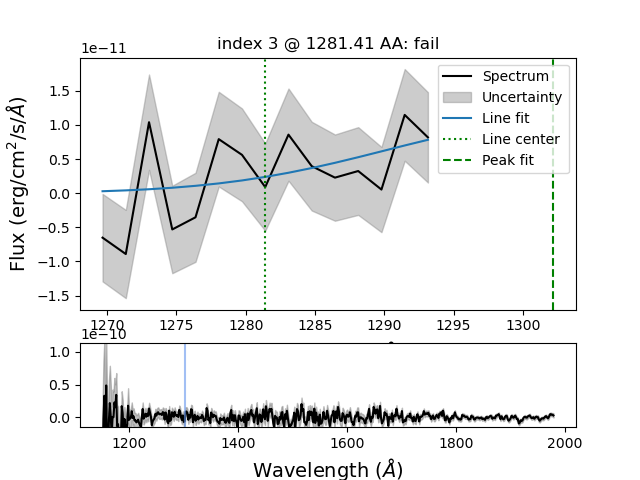 index 3 @ 1281.41 AA: fail
1e−11
Spectrum
Uncertainty
Line fit
Line center
Peak fit
1.5
1.0
0.5
0.0
−0.5
−1.0
−1.5
Flux (erg/cm²/s/Å)
1270 1275 1280 1285 1290 1295 1300
1e−10
1.0
0.5
0.0
1200 1400 1600 1800 2000
Wavelength (Å)